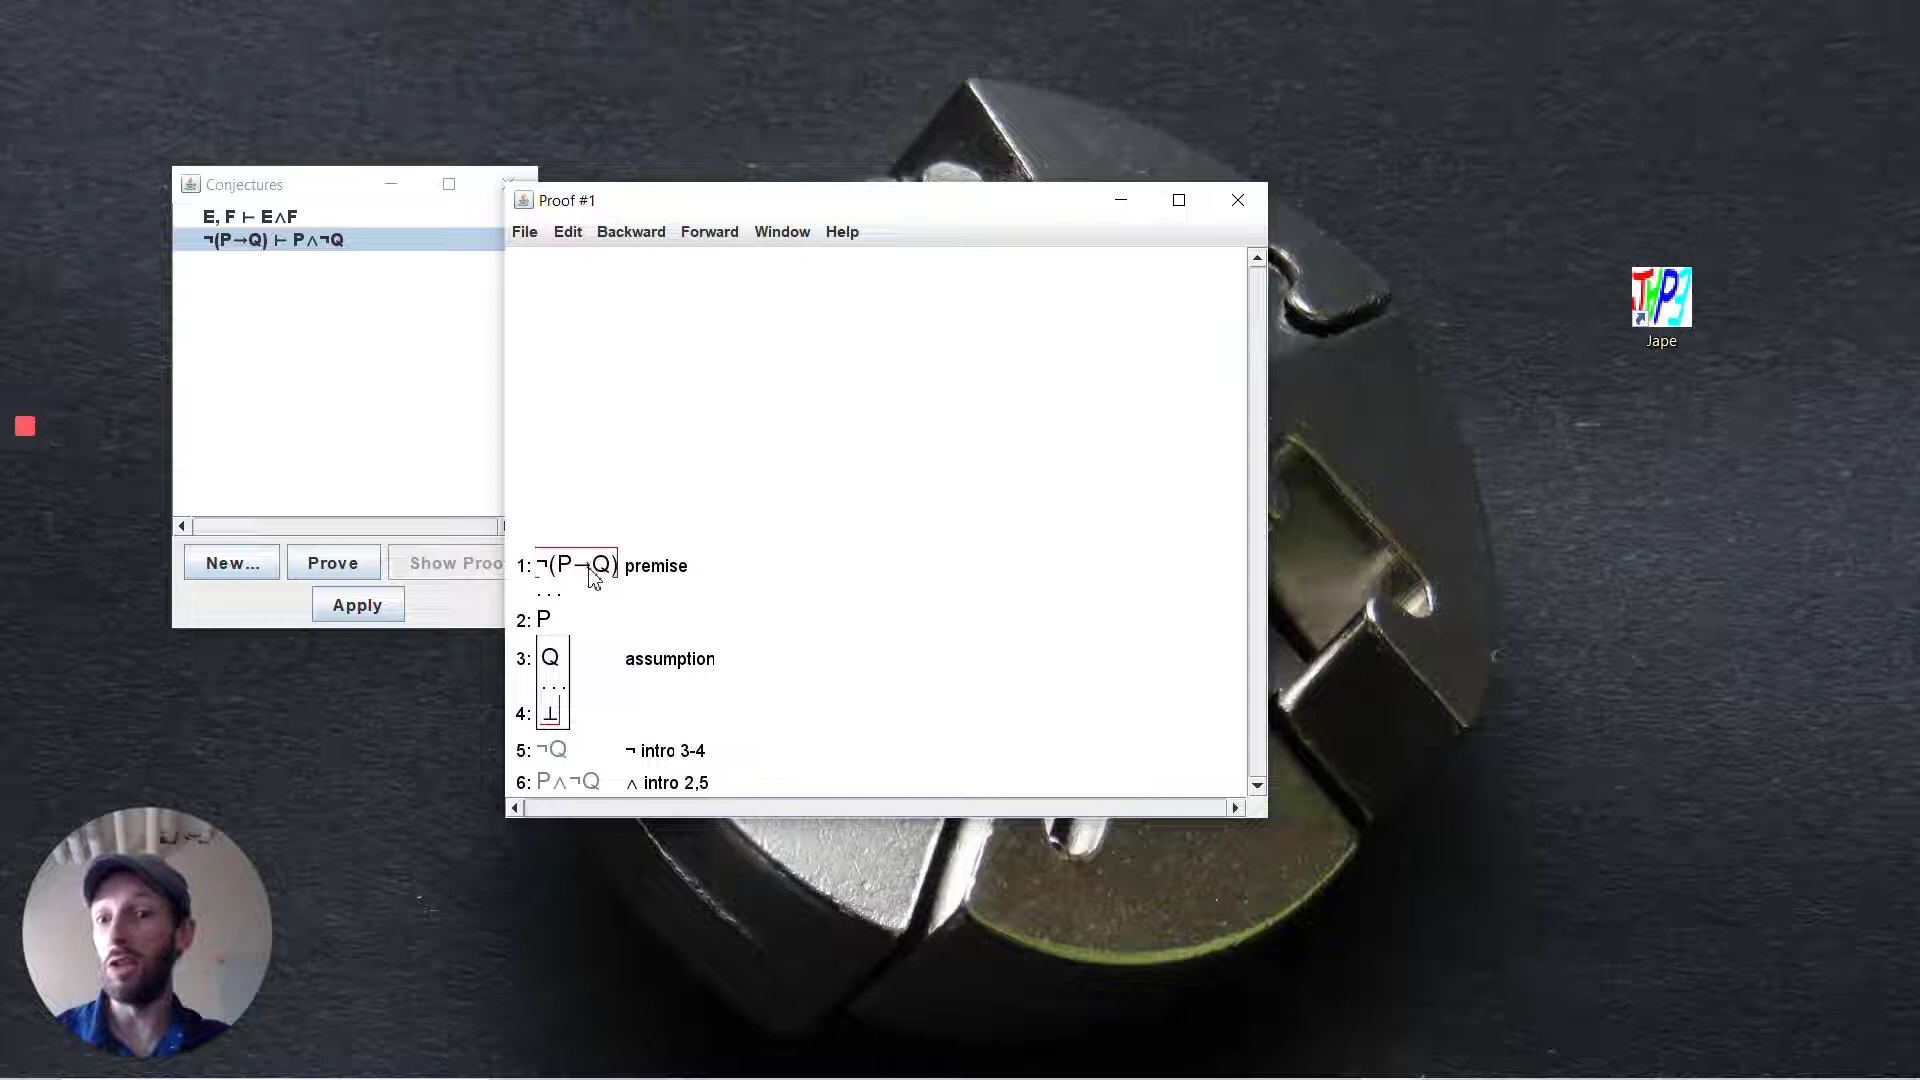 Conjectures
E, F ⊢ E∧F
¬(P→Q) ⊢ P∧¬Q
New...
Prove
Show Proo
Apply
Proof #1
File Edit Backward Forward Window Help
1: ¬(P→Q) premise
...
2: P
3: Q assumption
...
4: ⊥
5: ¬Q ¬ intro 3-4
6: P∧¬Q ∧ intro 2,5
Jape